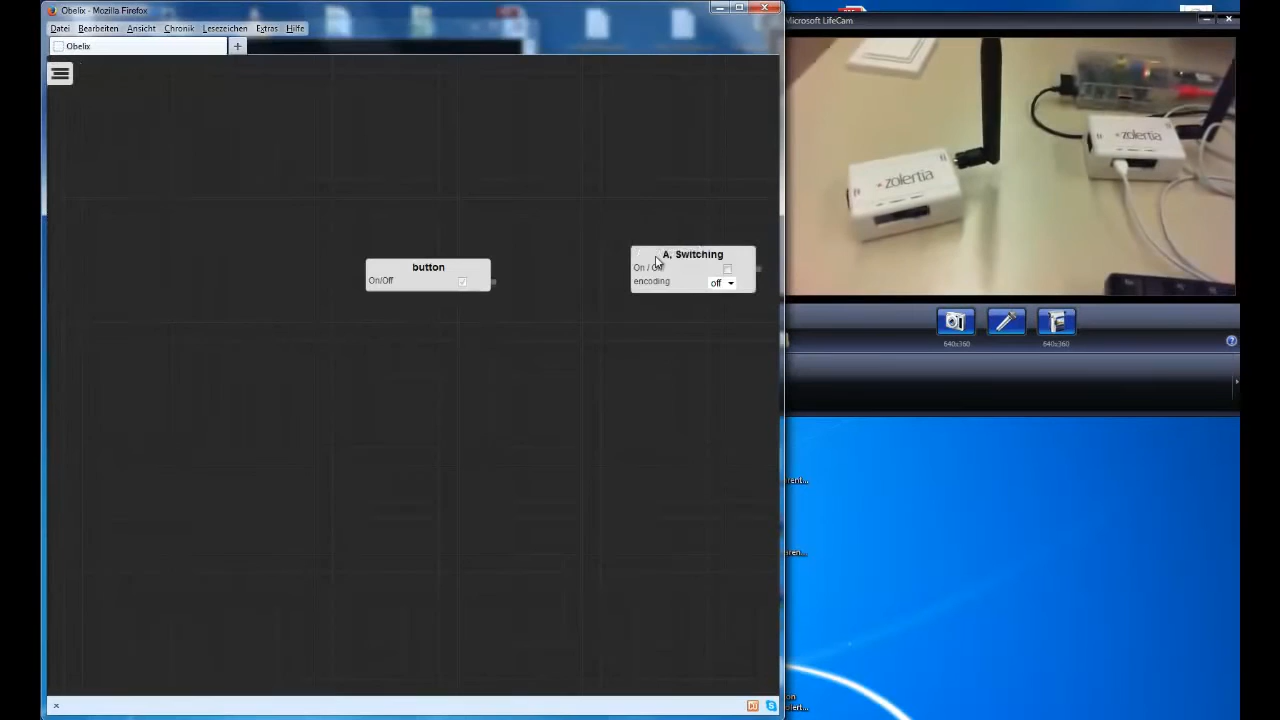 Obelix - Mozilla Firefox
Datei Bearbeiten Ansicht Chronik Lesezeichen Extras Hilfe
Obelix
button
On/Off
A, Switching
encoding
off
Microsoft LifeCam
zolertia
zolertia
640x360
640x360